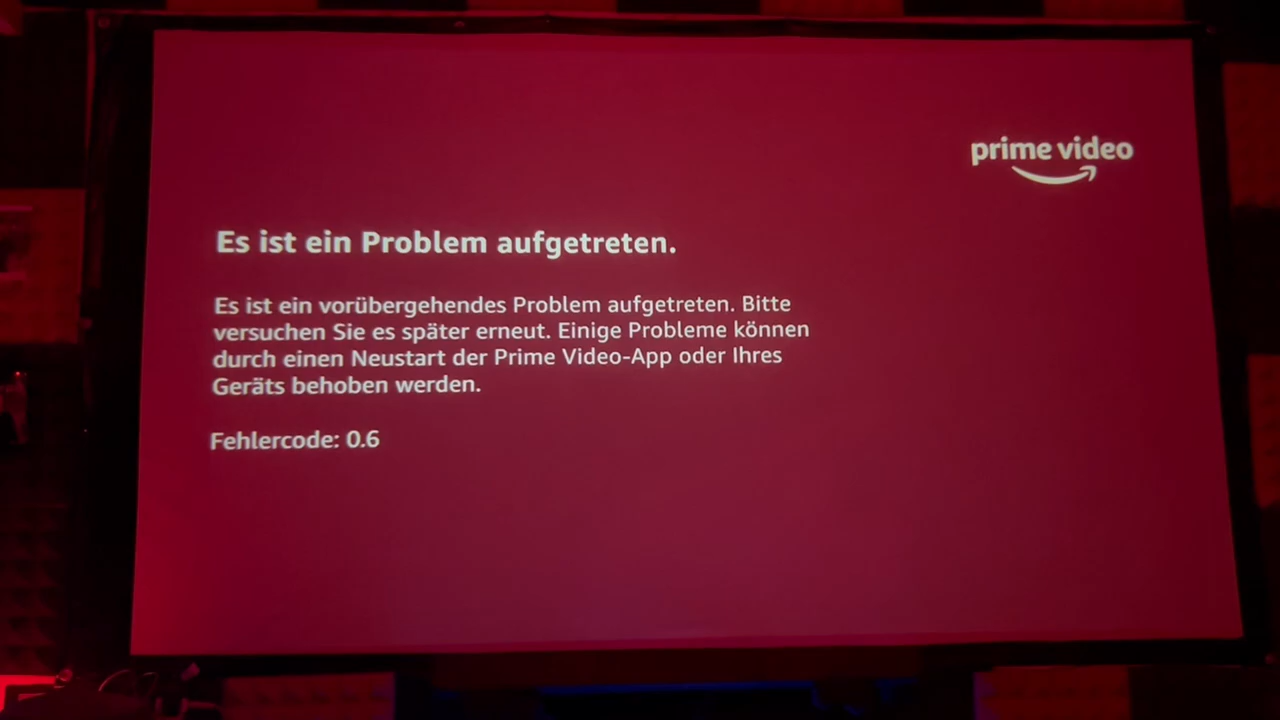 prime video
Es ist ein Problem aufgetreten.
Es ist ein vorübergehendes Problem aufgetreten. Bitte
versuchen Sie es später erneut. Einige Probleme können
durch einen Neustart der Prime Video-App oder Ihres
Geräts behoben werden.
Fehlercode: 0.6